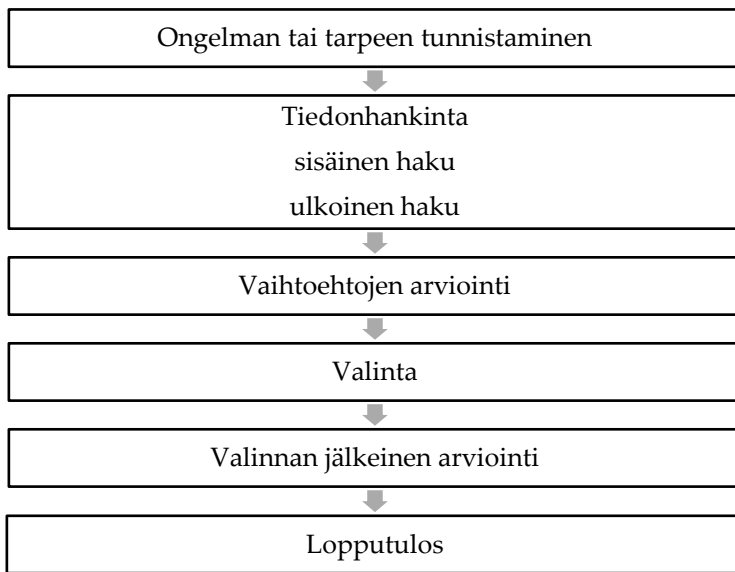 Ongelman tai tarpeen tunnistaminen
Tiedonhankinta
sisäinen haku
ulkoinen haku
Vaihtoehtojen arviointi
Valinta
Valinnan jälkeinen arviointi
Lopputulos